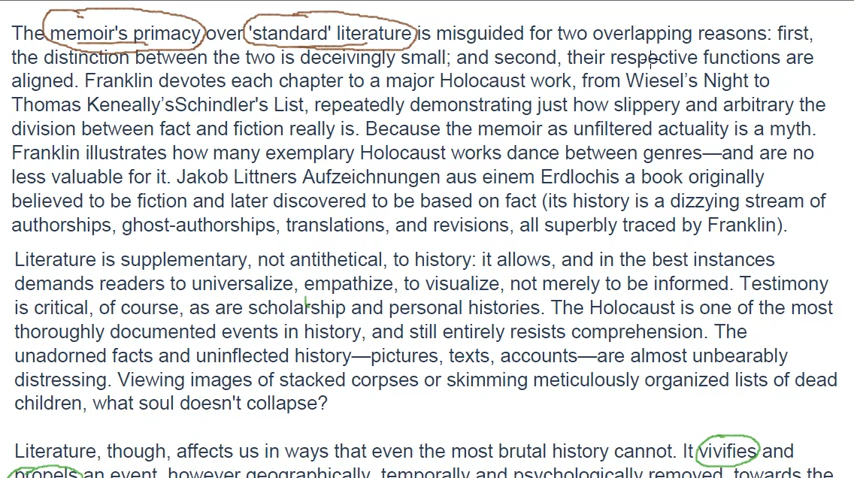 The memoir's primacy over 'standard' literature is misguided for two overlapping reasons: first,
the distinction between the two is deceivingly small; and second, their respective functions are
aligned. Franklin devotes each chapter to a major Holocaust work, from Wiesel's Night to
Thomas Keneally'sSchindler's List, repeatedly demonstrating just how slippery and arbitrary the
division between fact and fiction really is. Because the memoir as unfiltered actuality is a myth.
Franklin illustrates how many exemplary Holocaust works dance between genres—and are no
less valuable for it. Jakob Littners Aufzeichnungen aus einem Erdlochis a book originally
believed to be fiction and later discovered to be based on fact (its history is a dizzying stream of
authorships, ghost-authorships, translations, and revisions, all superbly traced by Franklin).
Literature is supplementary, not antithetical, to history: it allows, and in the best instances
demands readers to universalize, empathize, to visualize, not merely to be informed. Testimony
is critical, of course, as are scholarship and personal histories. The Holocaust is one of the most
thoroughly documented events in history, and still entirely resists comprehension. The
unadorned facts and uninflected history—pictures, texts, accounts—are almost unbearably
distressing. Viewing images of stacked corpses or skimming meticulously organized lists of dead
children, what soul doesn't collapse?
Literature, though, affects us in ways that even the most brutal history cannot. It vivifies and
propels an event, however geographically, temporally and psychologically removed, towards the